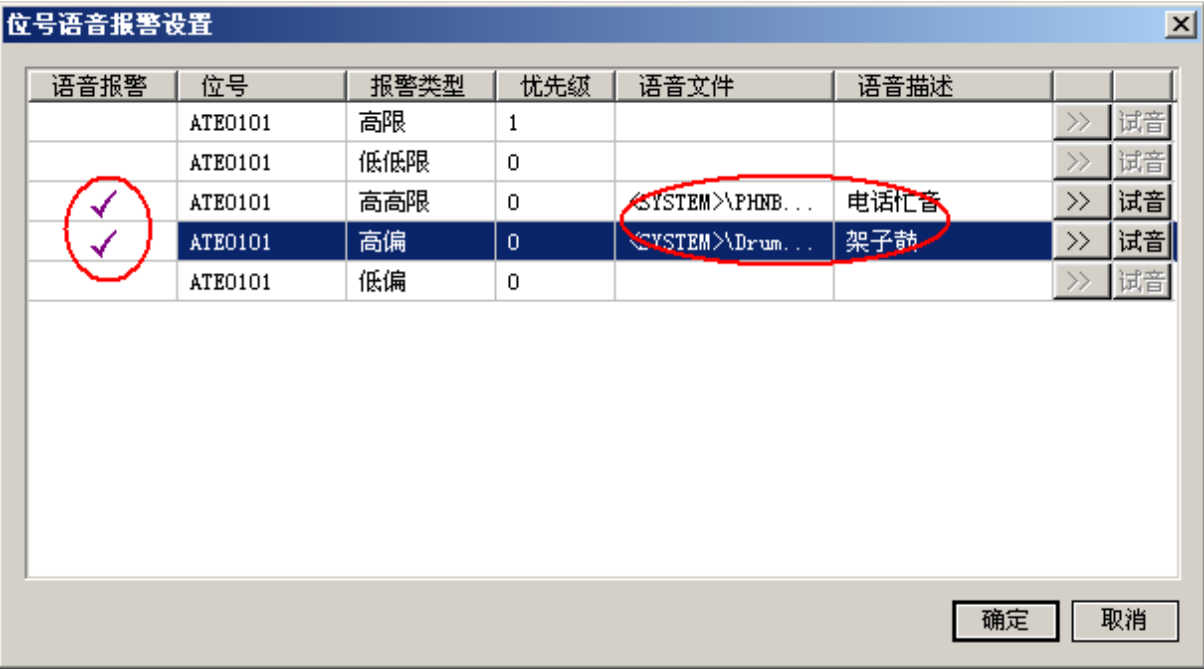 位号语音报警设置
语音报警 位号 报警类型 优先级 语音文件 语音描述
ATE0101 高限 1 >> 试音
ATE0101 低低限 0 >> 试音
ATE0101 高高限 0 <SYSTEM>\PHNB... 电话忙音 >> 试音
ATE0101 高偏 0 <SYSTEM>\Drum... 架子鼓 >> 试音
ATE0101 低偏 0 >> 试音
确定 取消